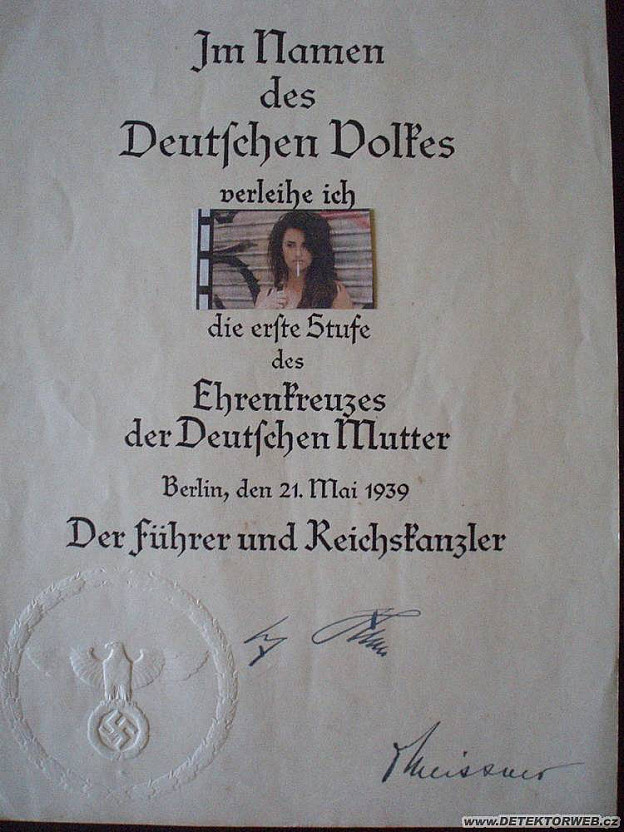 Im Namen
des
Deutschen Volkes
verleihe ich
die erste Stufe
des
Ehrenkreuzes
der Deutschen Mutter
Berlin, den 21. Mai 1939
Der Führer und Reichskanzler
Meissner
www.DETEKTORWEB.cz